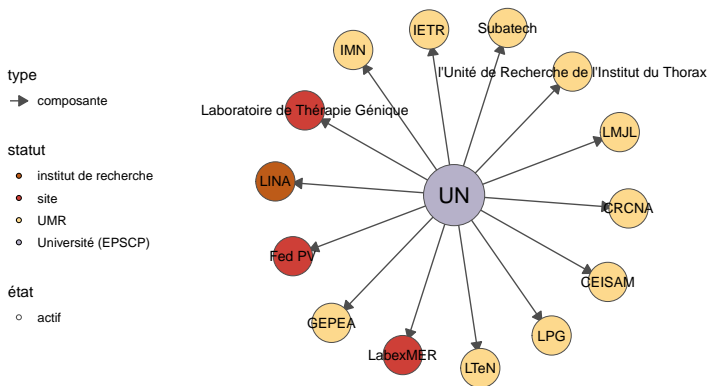 type
composante
statut
institut de recherche
site
UMR
Université (EPSCP)
état
actif
IETR
Subatech
IMN
l'Unité de Recherche de l'Institut du Thorax
Laboratoire de Thérapie Génique
LMJL
LINA
UN
CRCNA
Fed PV
CEISAM
GEPEA
LPG
LabexMER
LTeN